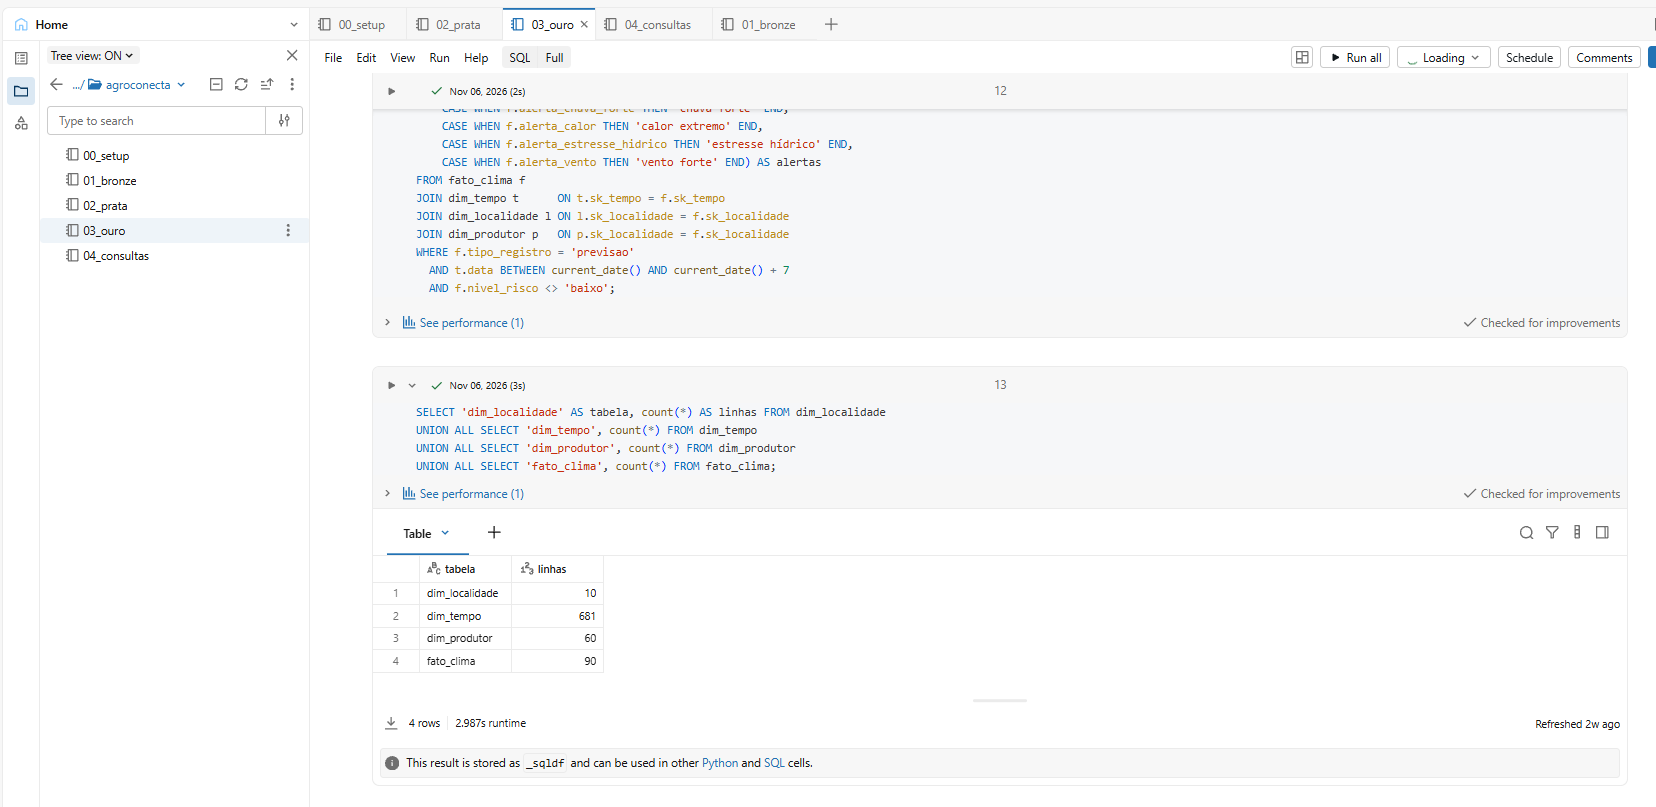 Home
00_setup
02_prata
03_ouro
04_consultas
01_bronze
Tree view: ON
File Edit View Run Help SQL Full
Run all
Loading
Schedule
Comments
.../ agroconecta
Type to search
00_setup
01_bronze
02_prata
03_ouro
04_consultas
Nov 06, 2026 (2s)
12
CASE WHEN f.alerta_chuva_forte THEN 'chuva forte' END,
CASE WHEN f.alerta_calor THEN 'calor extremo' END,
CASE WHEN f.alerta_estresse_hidrico THEN 'estresse hídrico' END,
CASE WHEN f.alerta_vento THEN 'vento forte' END) AS alertas
FROM fato_clima f
JOIN dim_tempo t ON t.sk_tempo = f.sk_tempo
JOIN dim_localidade l ON l.sk_localidade = f.sk_localidade
JOIN dim_produtor p ON p.sk_localidade = f.sk_localidade
WHERE f.tipo_registro = 'previsao'
AND t.data BETWEEN current_date() AND current_date() + 7
AND f.nivel_risco <> 'baixo';
See performance (1)
Checked for improvements
Nov 06, 2026 (3s)
13
SELECT 'dim_localidade' AS tabela, count(*) AS linhas FROM dim_localidade
UNION ALL SELECT 'dim_tempo', count(*) FROM dim_tempo
UNION ALL SELECT 'dim_produtor', count(*) FROM dim_produtor
UNION ALL SELECT 'fato_clima', count(*) FROM fato_clima;
See performance (1)
Checked for improvements
Table
tabela linhas
1 dim_localidade 10
2 dim_tempo 681
3 dim_produtor 60
4 fato_clima 90
4 rows 2.987s runtime
Refreshed 2w ago
This result is stored as _sqldf and can be used in other Python and SQL cells.